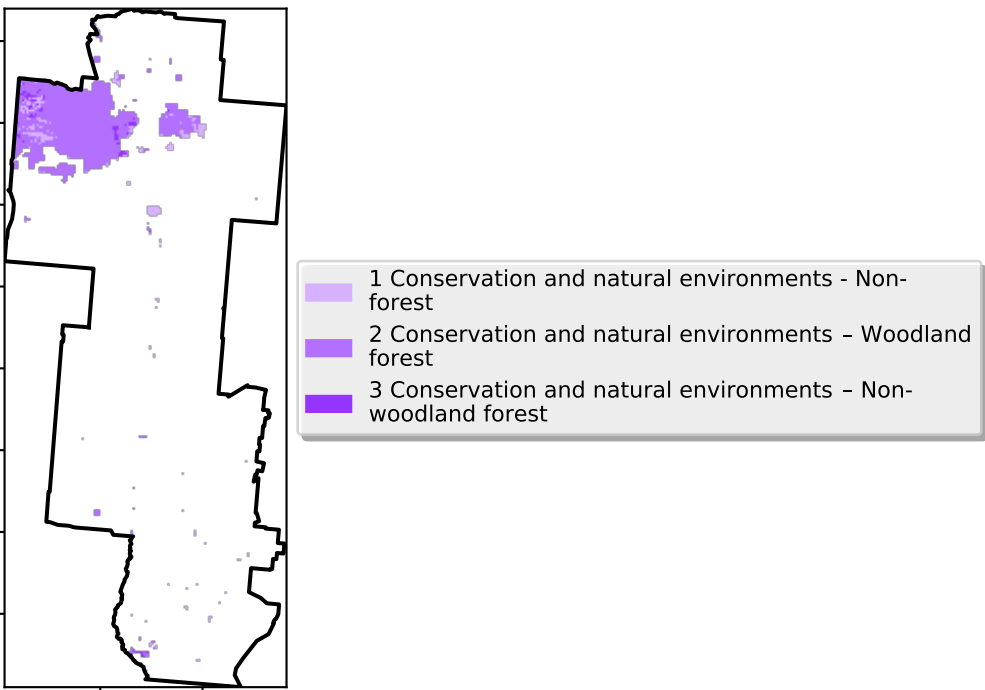 1 Conservation and natural environments - Non-
forest
2 Conservation and natural environments – Woodland
forest
3 Conservation and natural environments – Non-
woodland forest